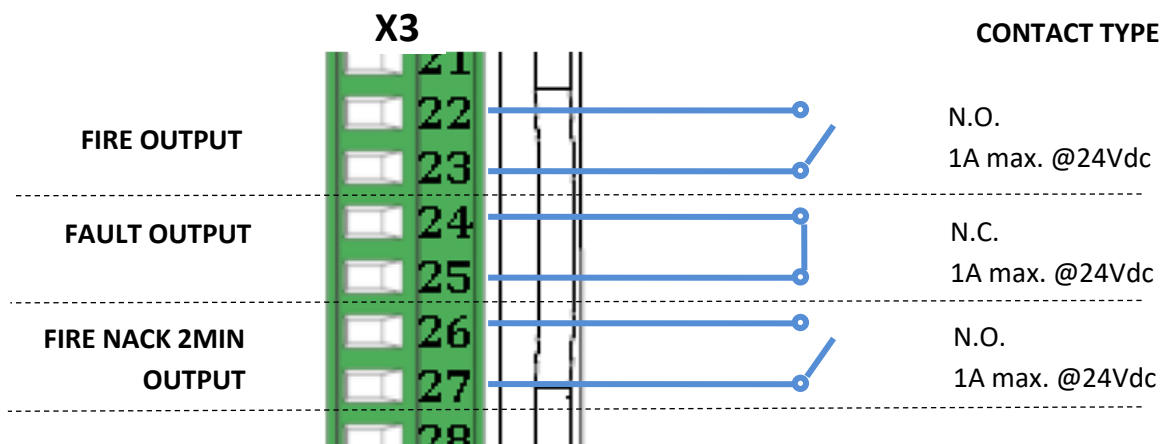 X3
CONTACT TYPE
21
FIRE OUTPUT
22
23
N.O.
1A max. @24Vdc
FAULT OUTPUT
24
25
N.C.
1A max. @24Vdc
FIRE NACK 2MIN
OUTPUT
26
27
N.O.
1A max. @24Vdc
28